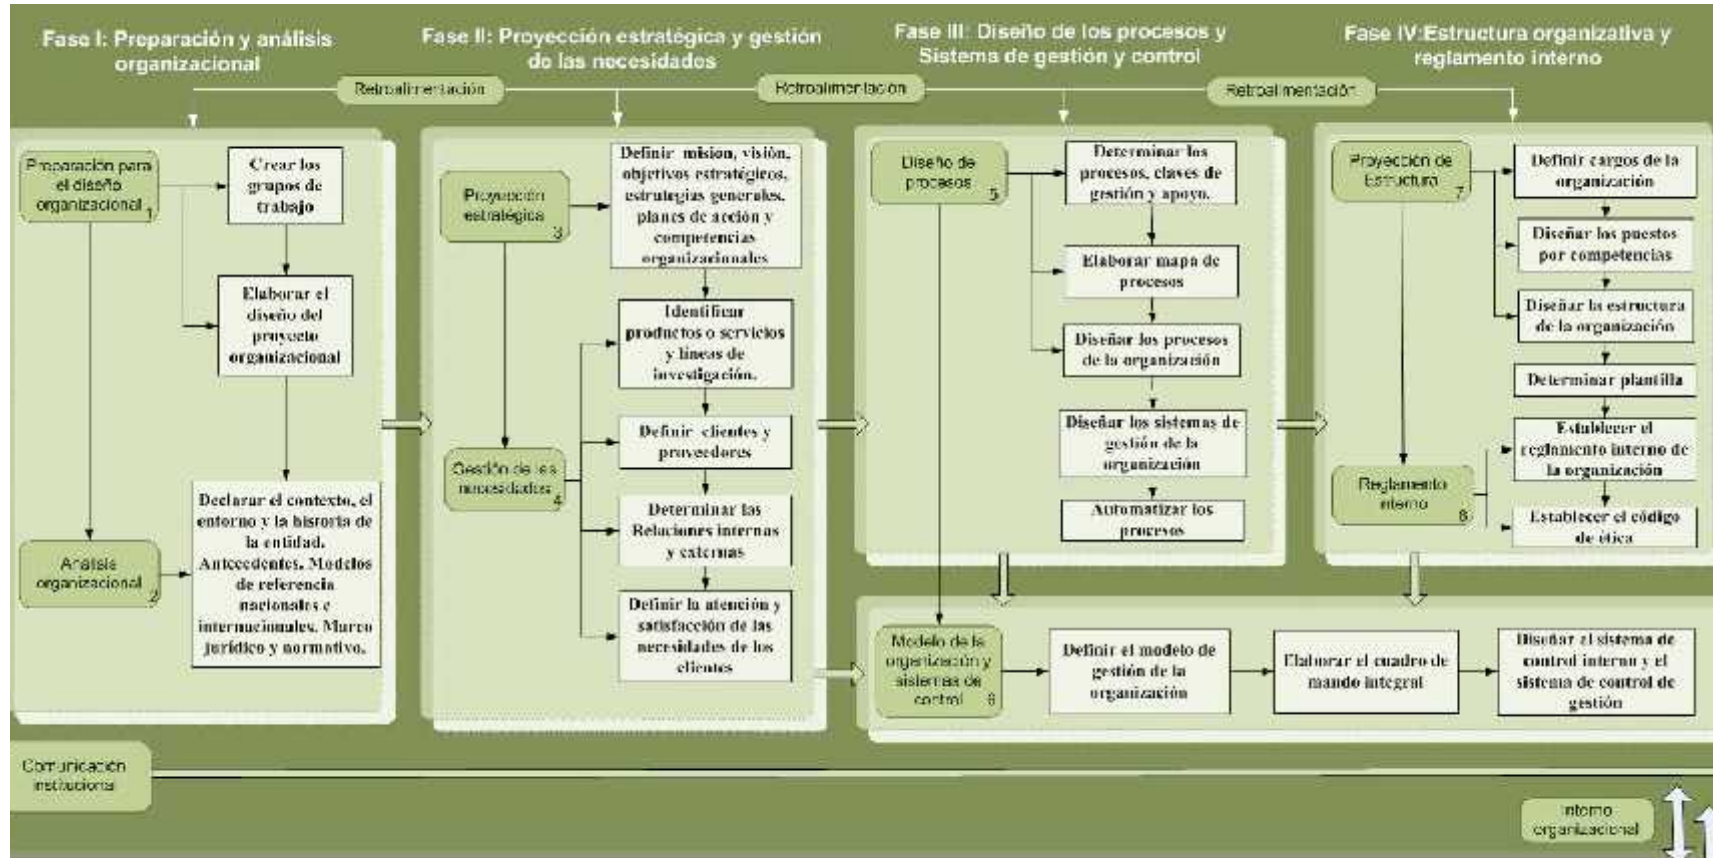 Fase I: Preparación y análisis
organizacional
Fase II: Proyección estratégica y gestión
de las necesidades
Fase III: Diseño de los procesos y
Sistema de gestión y control
Fase IV:Estructura organizativa y
reglamento interno
Retroalimentación
Retroalimentación
Retroalimentación
Preparación para
el diseño
organizacional 1
Crear los
grupos de
trabajo
Elaborar el
diseño del
proyecto
organizacional
Análisis
organizacional 2
Declarar el contexto, el
entorno y la historia de
la entidad.
Antecedentes. Modelos
de referencia
nacionales e
internacionales. Marco
jurídico y normativo.
Proyección
estratégica 3
Definir mision, visión,
objetivos estratégicos,
estrategias generales,
planes de acción y
competencias
organizacionales
Identificar
productos o servicios
y líneas de
investigación.
Gestión de las
necesidades 4
Definir clientes y
proveedores
Determinar las
Relaciones internas
y externas
Definir la atención y
satisfacción de las
necesidades de los
clientes
Diseño de
procesos 5
Determinar los
procesos, claves de
gestión y apoyo.
Elaborar mapa de
procesos
Diseñar los procesos
de la organización
Diseñar los sistemas de
gestión de la
organización
Automatizar los
procesos
Modelo de la
organización y
sistemas de
control 6
Definir el modelo de
gestión de la
organización
Elaborar el cuadro de
mando integral
Diseñar el sistema de
control interno y el
sistema de control de
gestión
Proyección de
Estructura 7
Definir cargos de la
organización
Diseñar los puestos
por competencias
Diseñar la estructura
de la organización
Determinar plantilla
Reglamento
interno 8
Establecer el
reglamento interno de
la organización
Establecer el código
de ética
Comunicación
institucional
Interno
organizacional